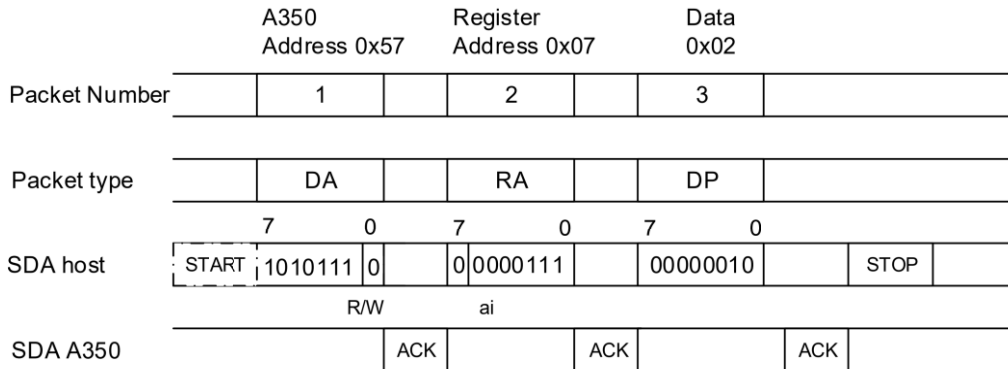 A350 Register Data
Address 0x57 Address 0x07 0x02
Packet Number 1 2 3
Packet type DA RA DP
7 0 7 0 7 0
SDA host START 1010111 0 0 0000111 00000010 STOP
R/W ai
SDA A350 ACK ACK ACK